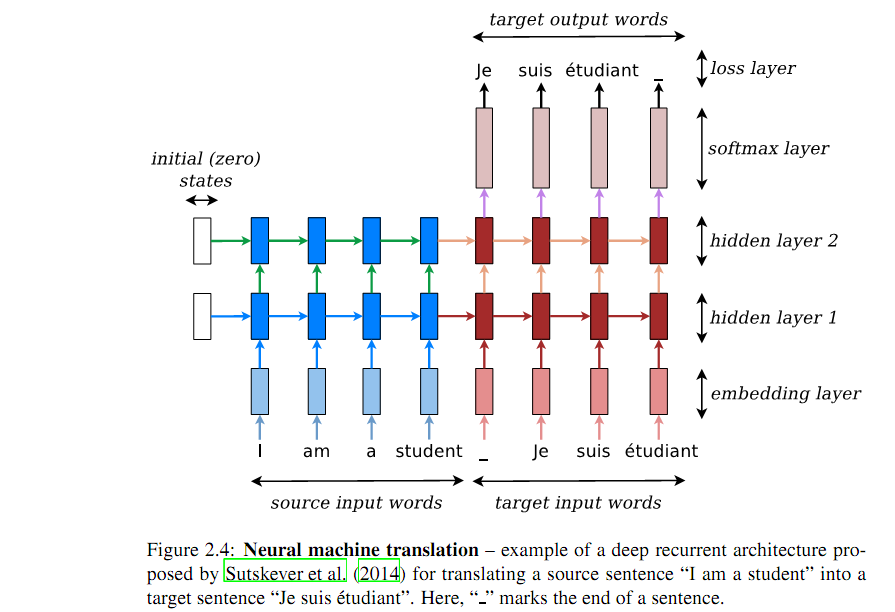 target output words
Je suis étudiant _
loss layer
softmax layer
initial (zero)
states
hidden layer 2
hidden layer 1
embedding layer
I am a student _ Je suis étudiant
source input words target input words
Figure 2.4: Neural machine translation – example of a deep recurrent architecture pro-
posed by Sutskever et al. (2014) for translating a source sentence “I am a student” into a
target sentence “Je suis étudiant”. Here, “_” marks the end of a sentence.